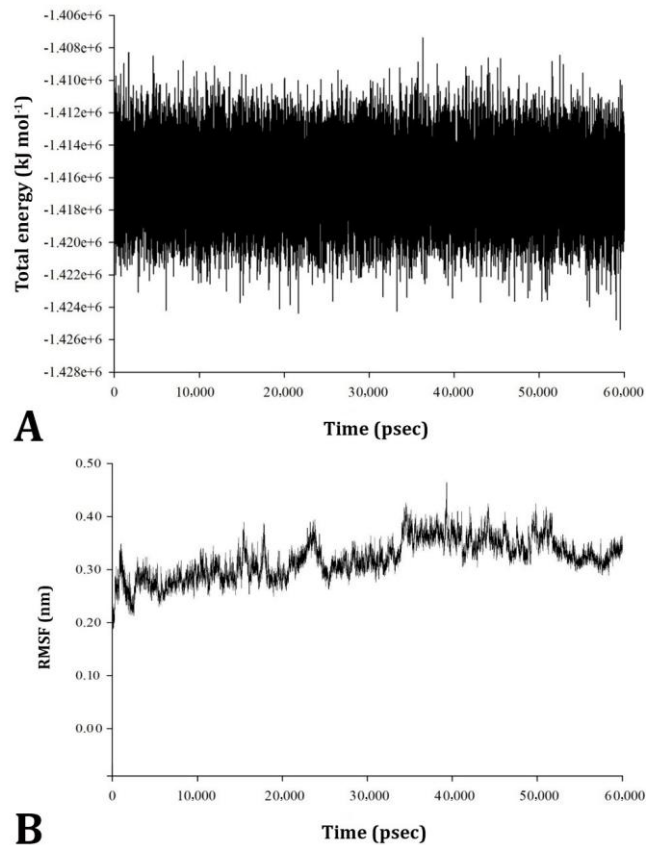 Total energy (kJ mol-1)
-1.406e+6
-1.408e+6
-1.410e+6
-1.412e+6
-1.414e+6
-1.416e+6
-1.418e+6
-1.420e+6
-1.422e+6
-1.424e+6
-1.426e+6
-1.428e+6
0 10.000 20.000 30.000 40.000 50.000 60.000
Time (psec)
A
RMSF (nm)
0.50
0.40
0.30
0.20
0.10
0.00
0 10.000 20.000 30.000 40.000 50.000 60.000
Time (psec)
B